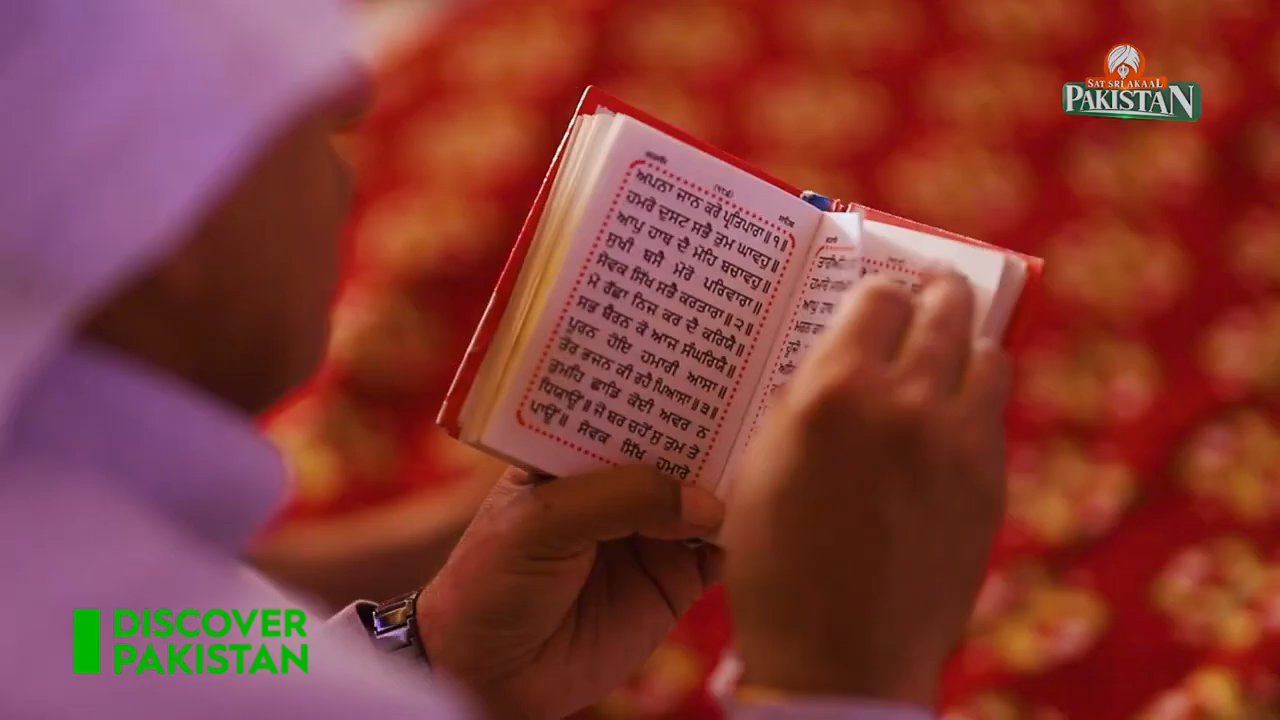 SAT SRI AKAAL
PAKISTAN
ਅਪਨਾ ਜਾਨ ਕਰੋ ਪ੍ਰਤਿਪਾਰਾ॥੧॥
ਹਮਰੇ ਦੁਸਟ ਸਭੈ ਤੁਮ ਘਾਵਹੁ॥
ਆਪੁ ਹਾਥ ਦੈ ਮੋਹਿ ਬਚਾਵਹੁ॥
ਸੁਖੀ ਬਸੈ ਮੋਰੋ ਪਰਿਵਾਰਾ॥
ਸੇਵਕ ਸਿੱਖ ਸਭੈ ਕਰਤਾਰਾ॥੨॥
ਮੋ ਰੱਛਾ ਨਿਜ ਕਰ ਦੈ ਕਰਿਯੈ॥
ਸਭ ਬੈਰਨ ਕੋ ਆਜ ਸੰਘਰਿਯੈ॥
ਪੂਰਨ ਹੋਇ ਹਮਾਰੀ ਆਸਾ॥
ਤੋਰ ਭਜਨ ਕੀ ਰਹੈ ਪਿਆਸਾ॥੩॥
ਤੁਮਹਿ ਛਾਡਿ ਕੋਈ ਅਵਰ ਨ
ਧਿਯਾਊਂ॥ ਜੋ ਬਰ ਚਹੋਂ ਸੁ ਤੁਮ ਤੇ
ਪਾਊਂ॥ ਸੇਵਕ ਸਿੱਖ ਹਮਾਰੇ
DISCOVER
PAKISTAN